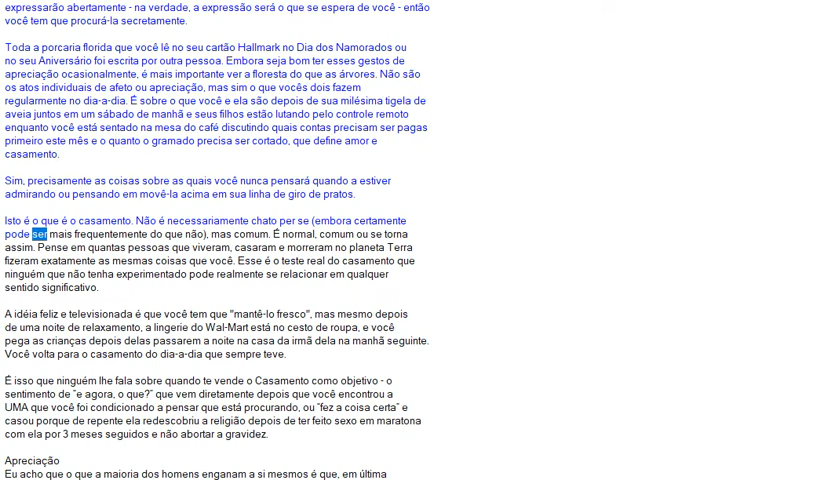 expressarão abertamente - na verdade, a expressão será o que se espera de você - então
você tem que procurá-la secretamente.
Toda a porcaria florida que você lê no seu cartão Hallmark no Dia dos Namorados ou
no seu Aniversário foi escrita por outra pessoa. Embora seja bom ter esses gestos de
apreciação ocasionalmente, é mais importante ver a floresta do que as árvores. Não são
os atos individuais de afeto ou apreciação, mas sim o que vocês dois fazem
regularmente no dia-a-dia. É sobre o que você e ela são depois de sua milésima tigela de
aveia juntos em um sábado de manhã e seus filhos estão lutando pelo controle remoto
enquanto você está sentado na mesa do café discutindo quais contas precisam ser pagas
primeiro este mês e o quanto o gramado precisa ser cortado, que define amor e
casamento.
Sim, precisamente as coisas sobre as quais você nunca pensará quando a estiver
admirando ou pensando em movê-la acima em sua linha de giro de pratos.
Isto é o que é o casamento. Não é necessariamente chato per se (embora certamente
pode ser mais frequentemente do que não), mas comum. É normal, comum ou se torna
assim. Pense em quantas pessoas que viveram, casaram e morreram no planeta Terra
fizeram exatamente as mesmas coisas que você. Esse é o teste real do casamento que
ninguém que não tenha experimentado pode realmente se relacionar em qualquer
sentido significativo.
A idéia feliz e televisionada é que você tem que "mantê-lo fresco", mas mesmo depois
de uma noite de relaxamento, a lingerie do Wal-Mart está no cesto de roupa, e você
pega as crianças depois delas passarem a noite na casa da irmã dela na manhã seguinte.
Você volta para o casamento do dia-a-dia que sempre teve.
É isso que ninguém lhe fala sobre quando te vende o Casamento como objetivo - o
sentimento de “e agora, o que?” que vem diretamente depois que você encontrou a
UMA que você foi condicionado a pensar que está procurando, ou “fez a coisa certa” e
casou porque de repente ela redescobriu a religião depois de ter feito sexo em maratona
com ela por 3 meses seguidos e não abortar a gravidez.
Apreciação
Eu acho que o que a maioria dos homens enganam a si mesmos é que, em última